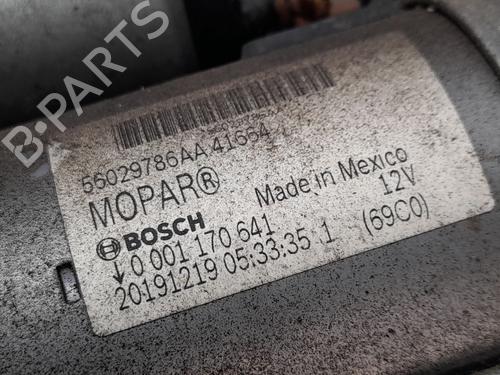 B-PARTS
56029786AA 41664
MOPAR®
BOSCH Made in Mexico
0 001 170 641 12V
20191219 05:33:35 1 (69C0)